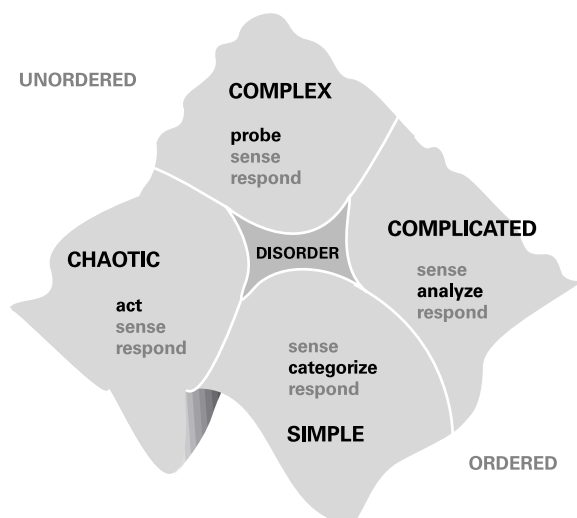 UNORDERED
COMPLEX
probe
sense
respond
CHAOTIC
act
sense
respond
DISORDER
COMPLICATED
sense
analyze
respond
sense
categorize
respond
SIMPLE
ORDERED